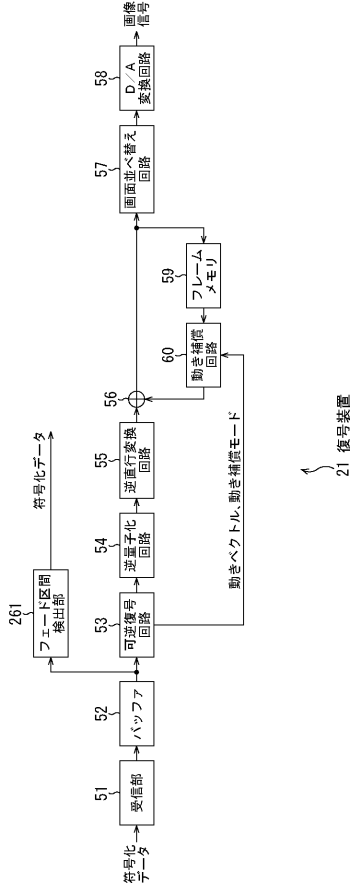 符号化
データ
51
受信部
52
バッファ
261
フェード区間
検出部
符号化データ
53
可逆復号
回路
54
逆量子化
回路
55
逆直行変換
回路
56
57
画面並べ替え
回路
58
D/A
変換回路
画像
信号
59
フレーム
メモリ
60
動き補償
回路
動きベクトル、動き補償モード
21 復号装置